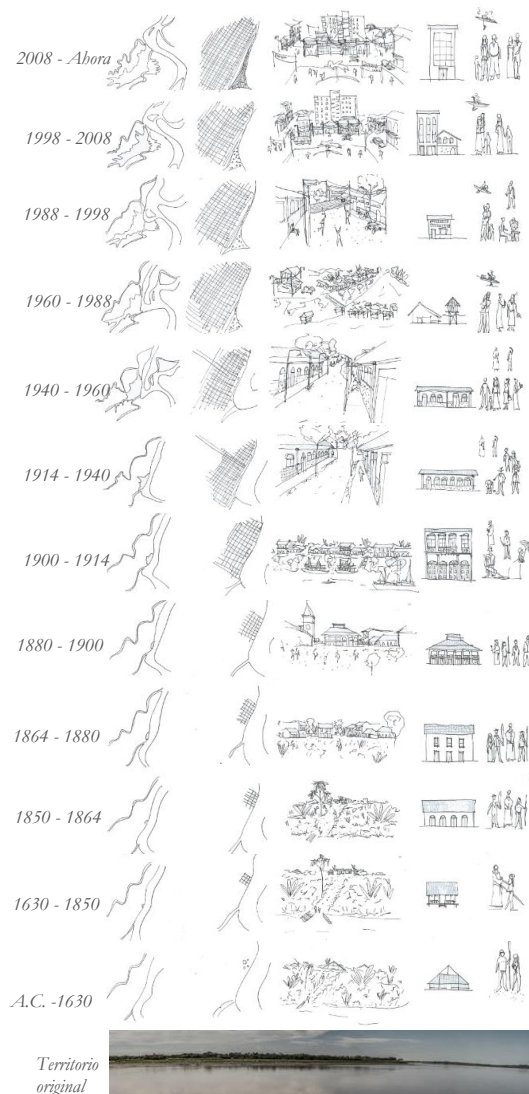 2008 - Ahora
1998 - 2008
1988 - 1998
1960 - 1988
1940 - 1960
1914 - 1940
1900 - 1914
1880 - 1900
1864 - 1880
1850 - 1864
1630 - 1850
A.C. -1630
Territorio
original